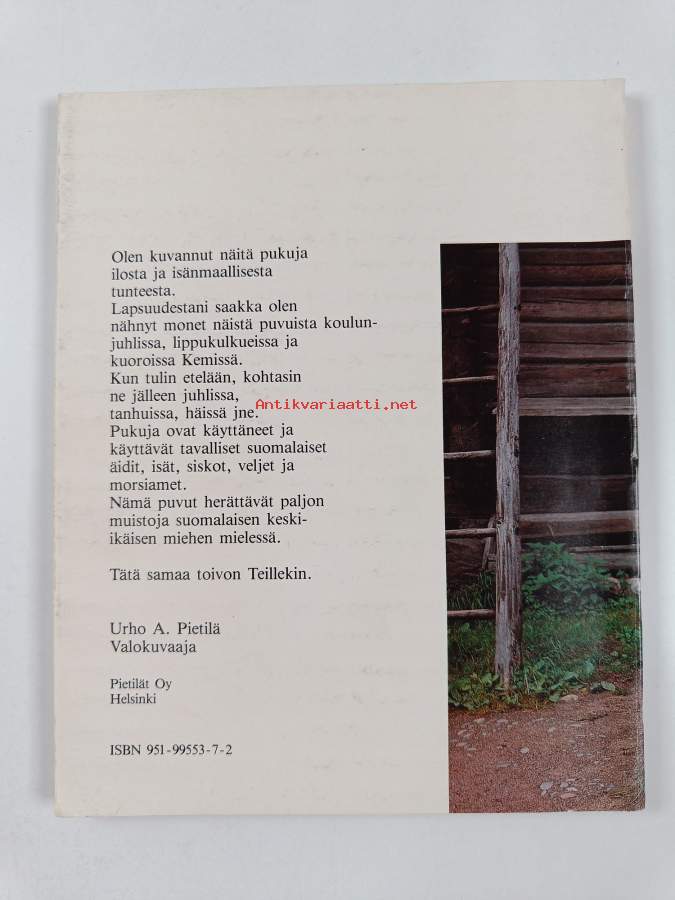 Olen kuvannut näitä pukuja
ilosta ja isänmaallisesta
tunteesta.
Lapsuudestani saakka olen
nähnyt monet näistä puvuista koulun-
juhlissa, lippukulkueissa ja
kuoroissa Kemissä.
Kun tulin etelään, kohtasin
ne jälleen juhlissa,
tanhuissa, häissä jne.
Antikvariaatti.net
Pukuja ovat käyttäneet ja
käyttävät tavalliset suomalaiset
äidit, isät, siskot, veljet ja
morsiamet.
Nämä puvut herättävät paljon
muistoja suomalaisen keski-
ikäisen miehen mielessä.
Tätä samaa toivon Teillekin.
Urho A. Pietilä
Valokuvaaja
Pietilät Oy
Helsinki
ISBN 951-99553-7-2